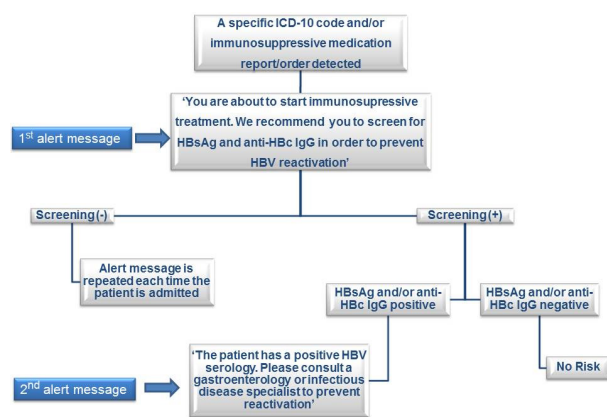 A specific ICD-10 code and/or
immunosuppressive medication
report/order detected
'You are about to start immunosupressive
treatment. We recommend you to screen for
HBsAg and anti-HBc IgG in order to prevent
HBV reactivation'
1st alert message
Screening (-)
Screening (+)
Alert message is
repeated each time the
patient is admitted
HBsAg and/or anti-
HBc IgG positive
HBsAg and/or anti-
HBc IgG negative
'The patient has a positive HBV
serology. Please consult a
gastroenterology or infectious
disease specialist to prevent
reactivation'
No Risk
2nd alert message